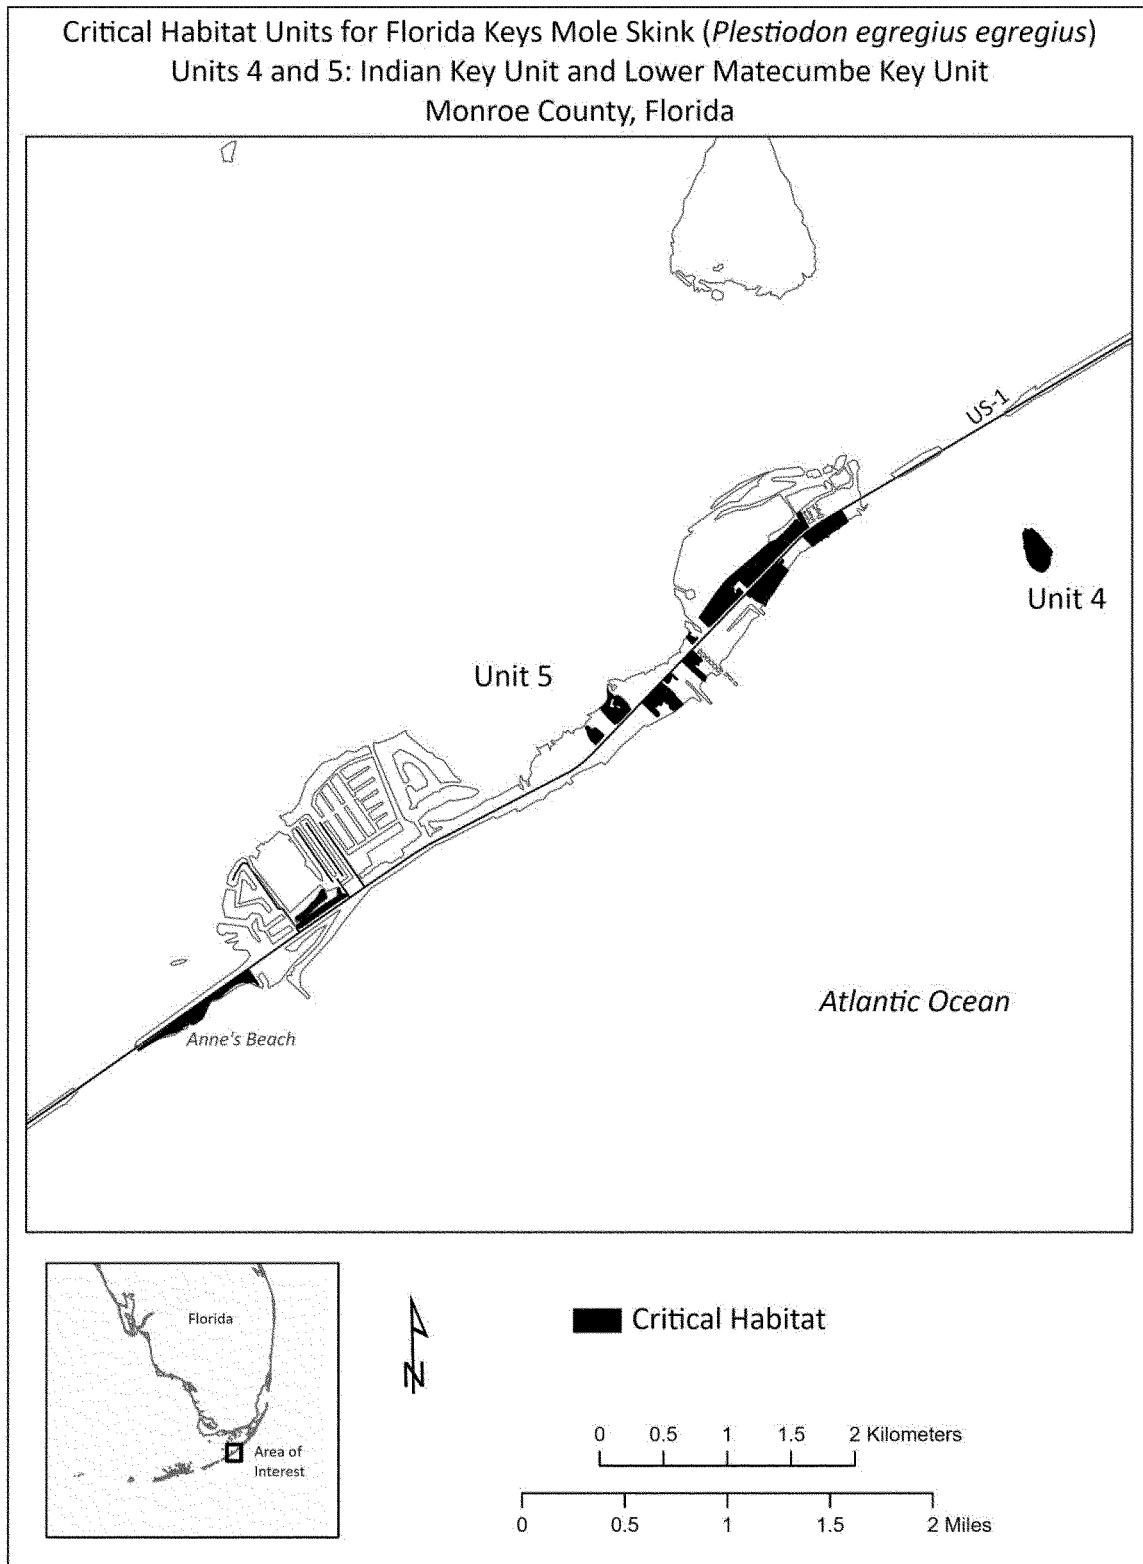 Critical Habitat Units for Florida Keys Mole Skink (Plestiodon egregius egregius)
Units 4 and 5: Indian Key Unit and Lower Matecumbe Key Unit
Monroe County, Florida
US-1
Unit 4
Unit 5
Atlantic Ocean
Anne's Beach
Florida
Area of
Interest
N
Critical Habitat
0 0.5 1 1.5 2 Kilometers
0 0.5 1 1.5 2 Miles